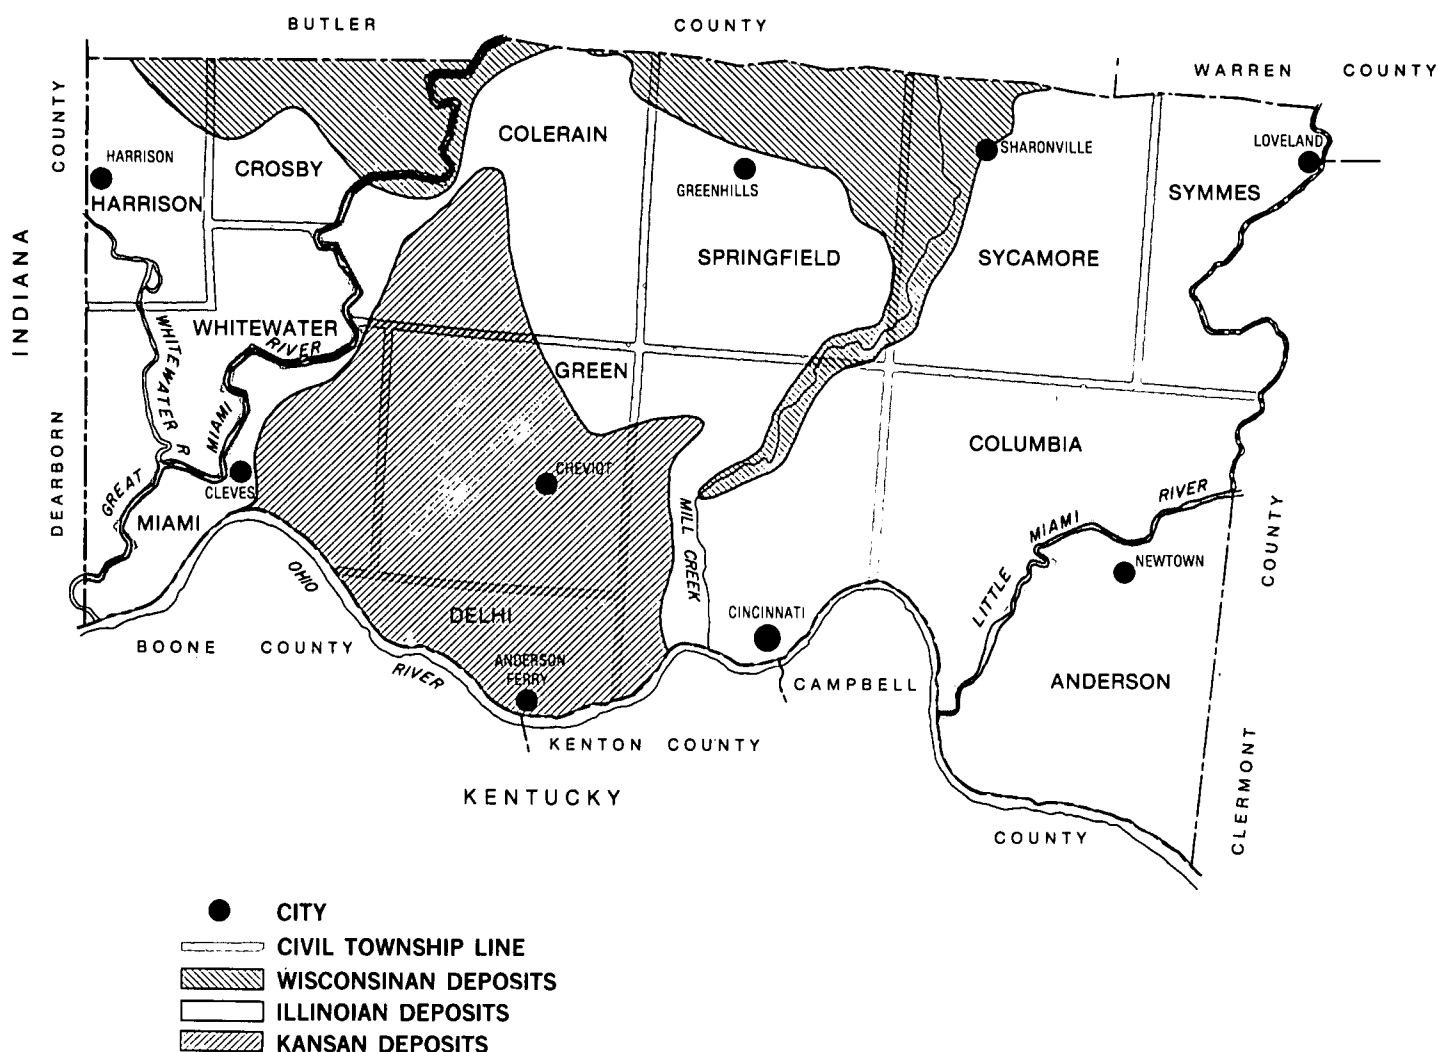 BUTLER COUNTY
WARREN COUNTY
COUNTY
HARRISON
HARRISON
CROSBY
COLERAIN
GREENHILLS
SHARONVILLE
LOVELAND
SYMMES
SPRINGFIELD
SYCAMORE
INDIANA
WHITEWATER
RIVER
WHITEWATER R
MIAMI
GREEN
DEARBORN
COLUMBIA
GREAT
CLEVES
CHEVIOT
MIAMI
MILL CREEK
RIVER
MIAMI
LITTLE
NEWTOWN
COUNTY
OHIO
DELHI
CINCINNATI
BOONE COUNTY
RIVER
ANDERSON
FERRY
CAMPBELL
ANDERSON
KENTON COUNTY
KENTUCKY
COUNTY
CLERMONT
CITY
CIVIL TOWNSHIP LINE
WISCONSINAN DEPOSITS
ILLINOIAN DEPOSITS
KANSAN DEPOSITS